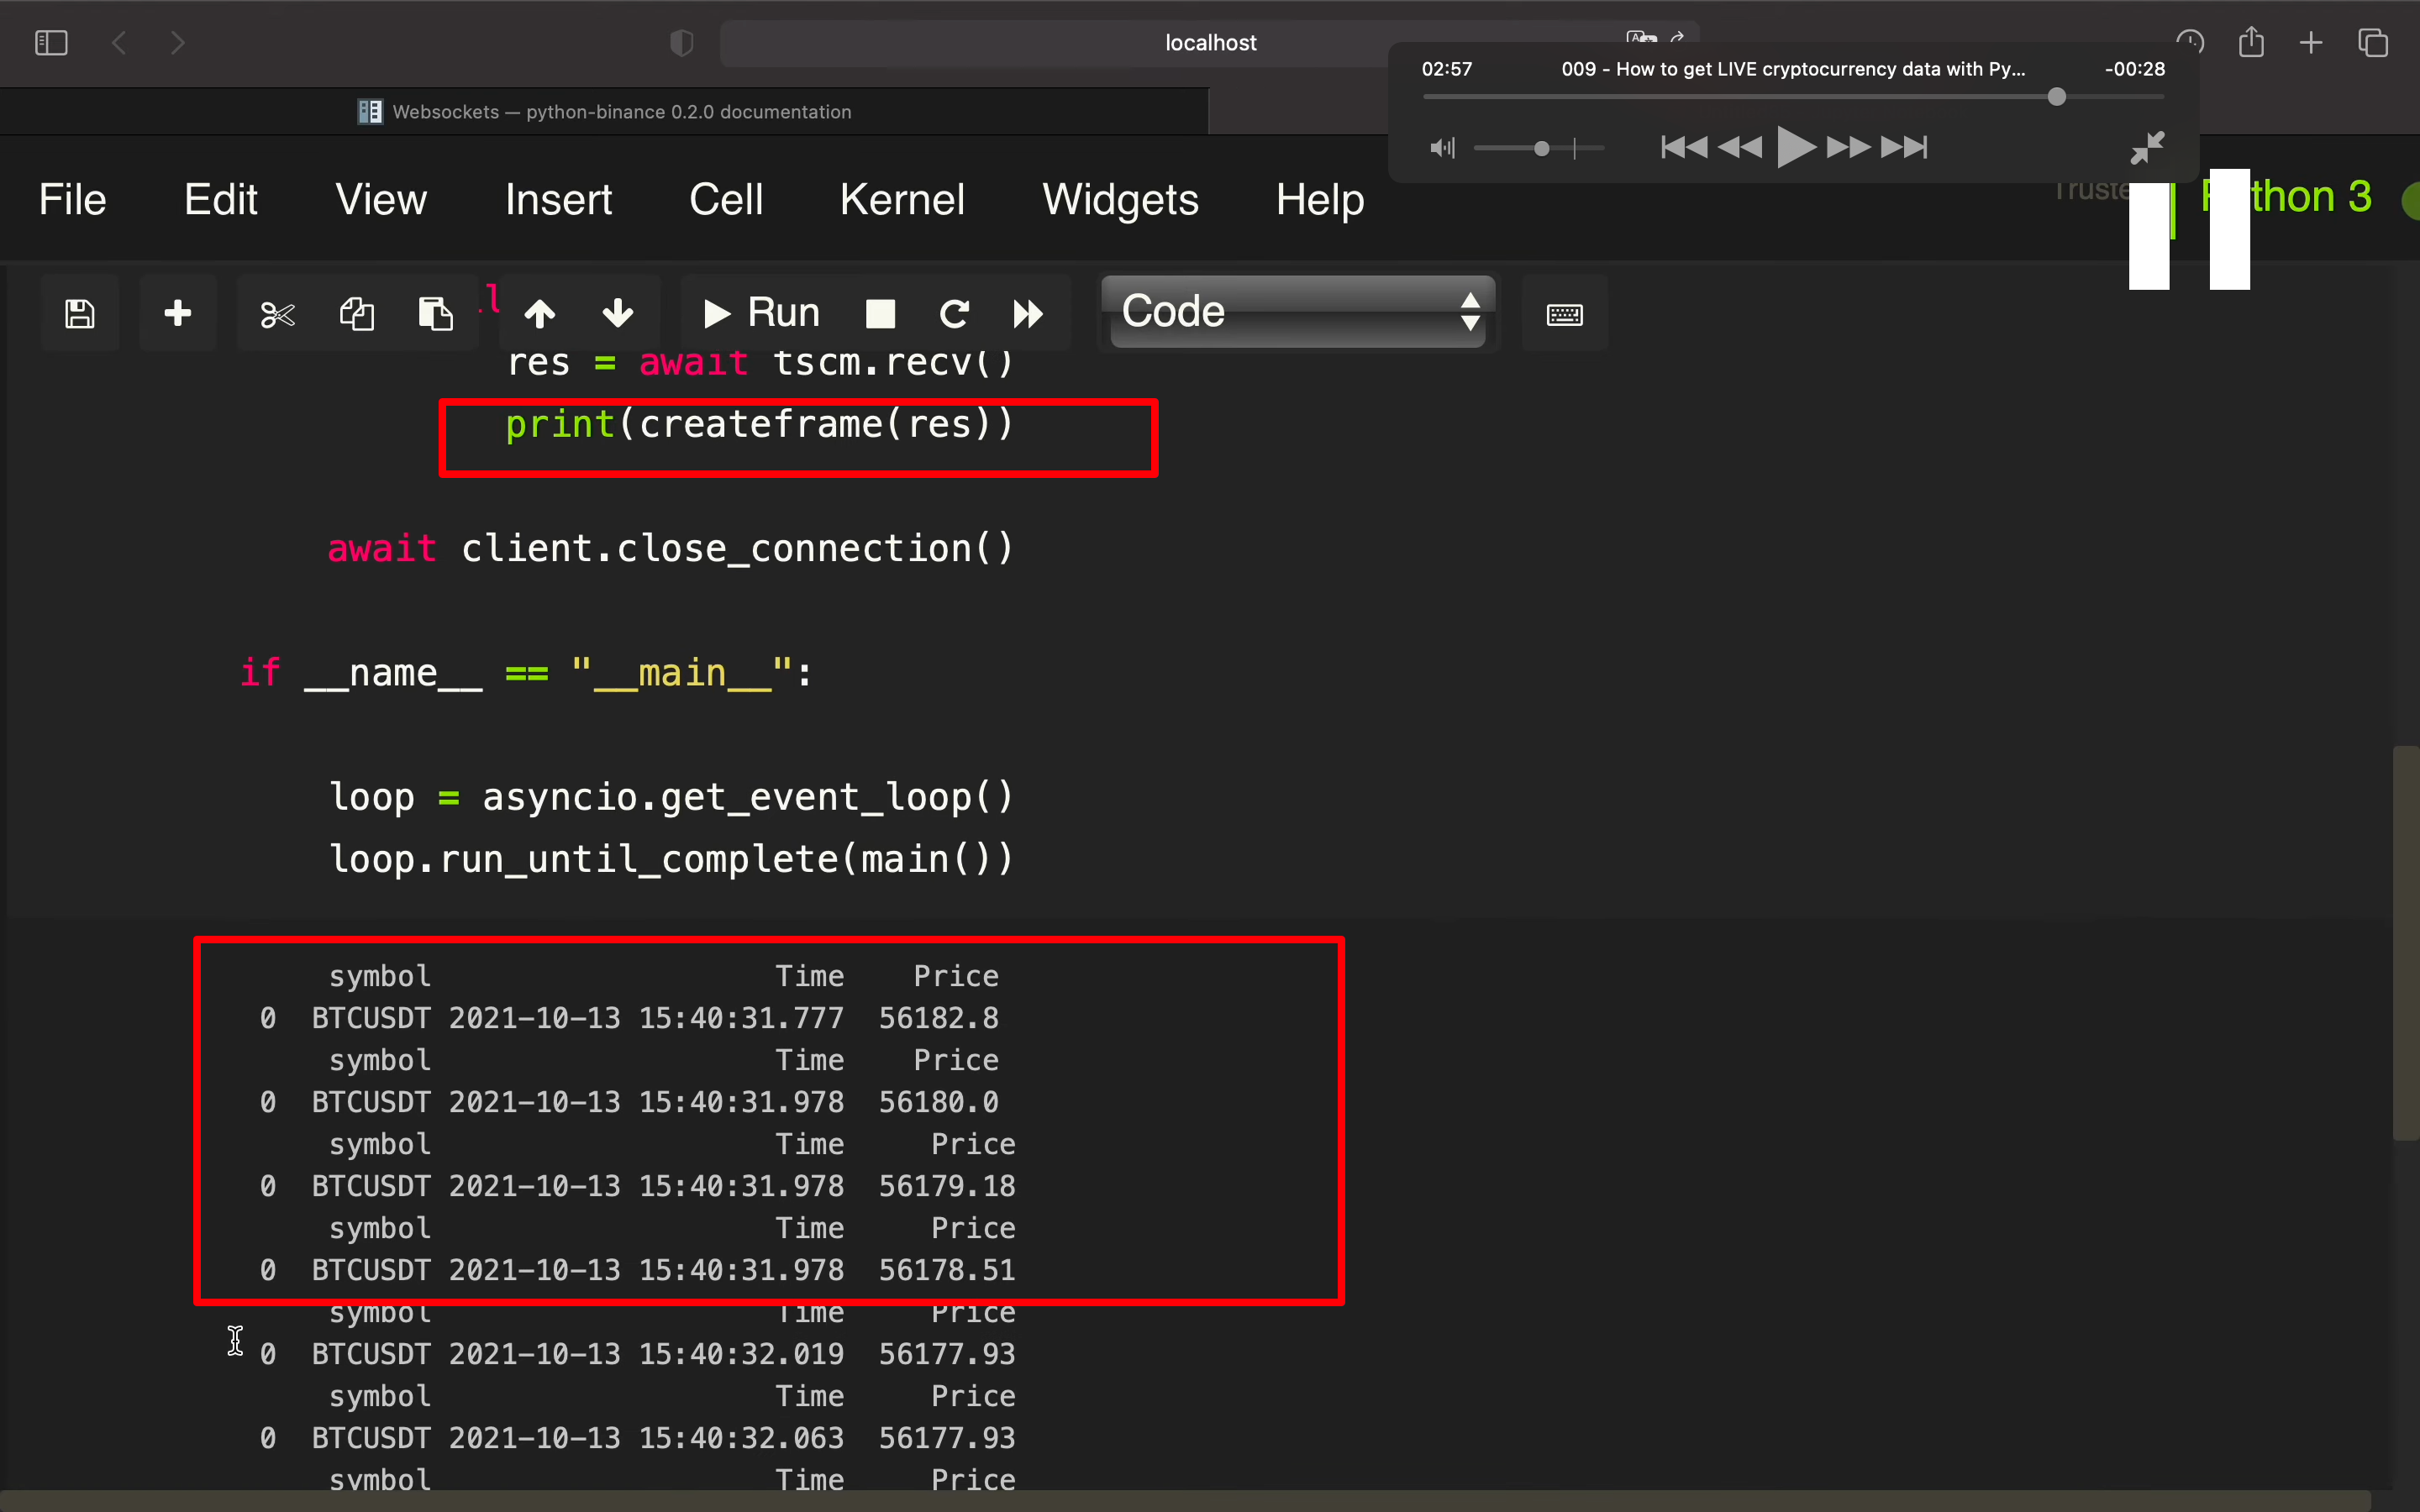 localhost
02:57 009 - How to get LIVE cryptocurrency data with Py... -00:28
Websockets — python-binance 0.2.0 documentation
File Edit View Insert Cell Kernel Widgets Help thon 3
Run Code
res = await tscm.recv()
print(createframe(res))
await client.close_connection()
if __name__ == "__main__":
loop = asyncio.get_event_loop()
loop.run_until_complete(main())
symbol Time Price
0 BTCUSDT 2021-10-13 15:40:31.777 56182.8
symbol Time Price
0 BTCUSDT 2021-10-13 15:40:31.978 56180.0
symbol Time Price
0 BTCUSDT 2021-10-13 15:40:31.978 56179.18
symbol Time Price
0 BTCUSDT 2021-10-13 15:40:31.978 56178.51
symbol Time Price
0 BTCUSDT 2021-10-13 15:40:32.019 56177.93
symbol Time Price
0 BTCUSDT 2021-10-13 15:40:32.063 56177.93
symbol Time Price